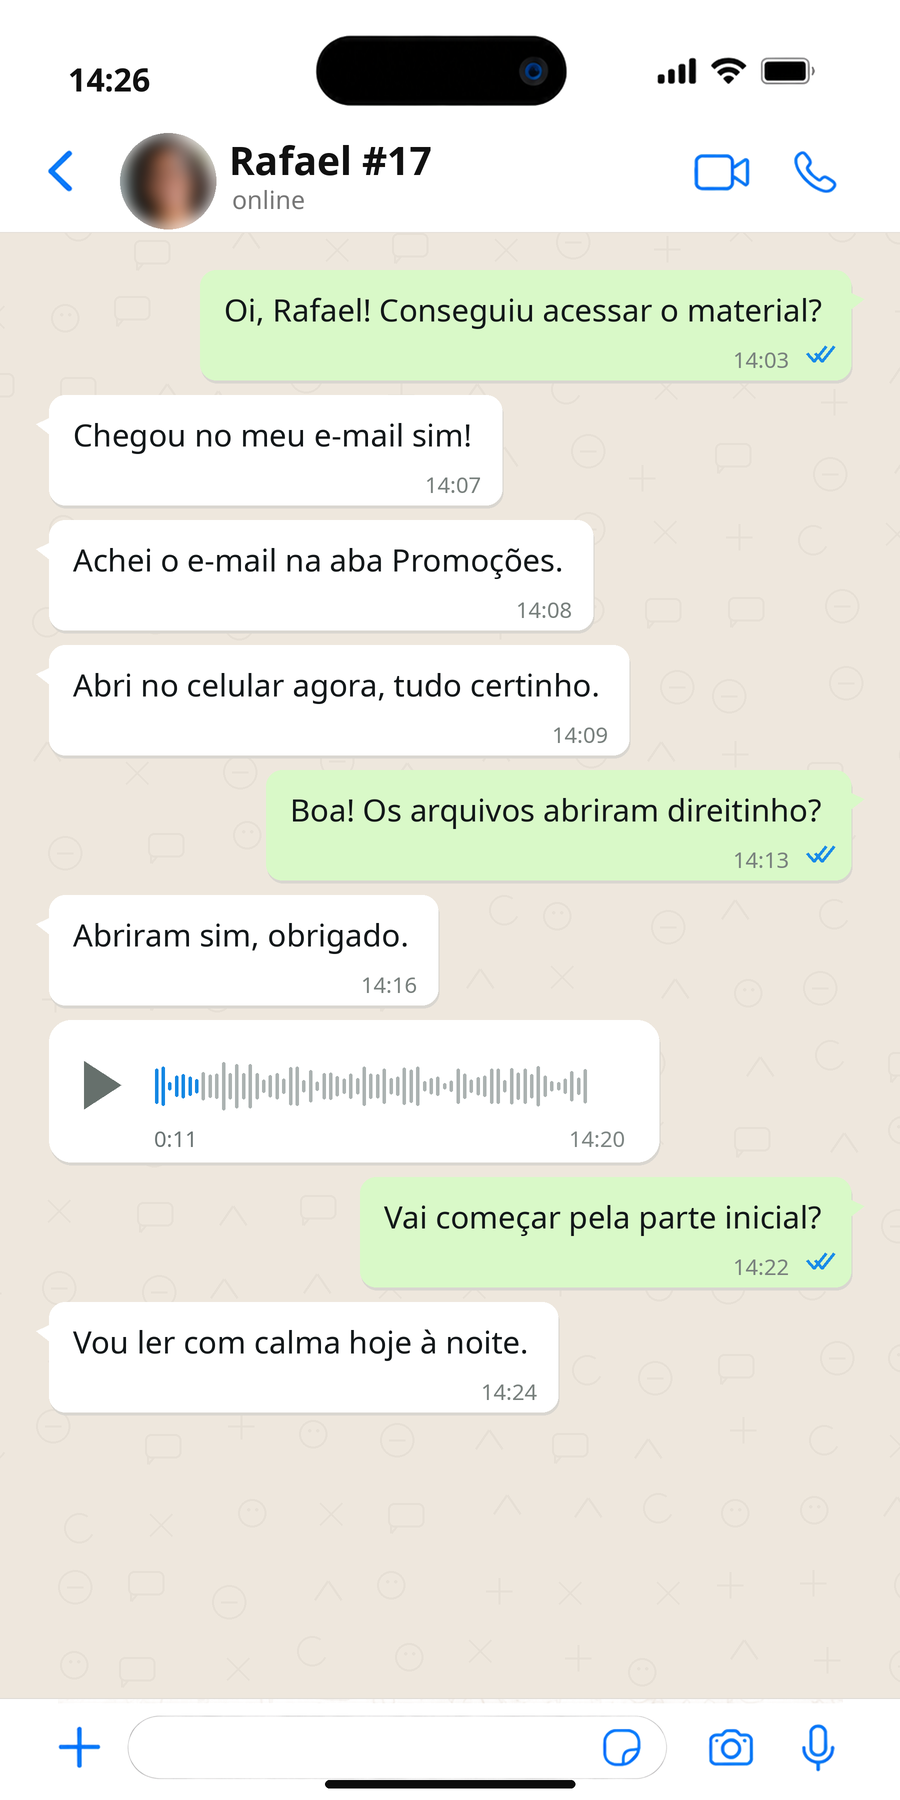 14:26
Rafael #17
online
Oi, Rafael! Conseguiu acessar o material?
14:03
Chegou no meu e-mail sim!
14:07
Achei o e-mail na aba Promoções.
14:08
Abri no celular agora, tudo certinho.
14:09
Boa! Os arquivos abriram direitinho?
14:13
Abriram sim, obrigado.
14:16
0:11 14:20
Vai começar pela parte inicial?
14:22
Vou ler com calma hoje à noite.
14:24